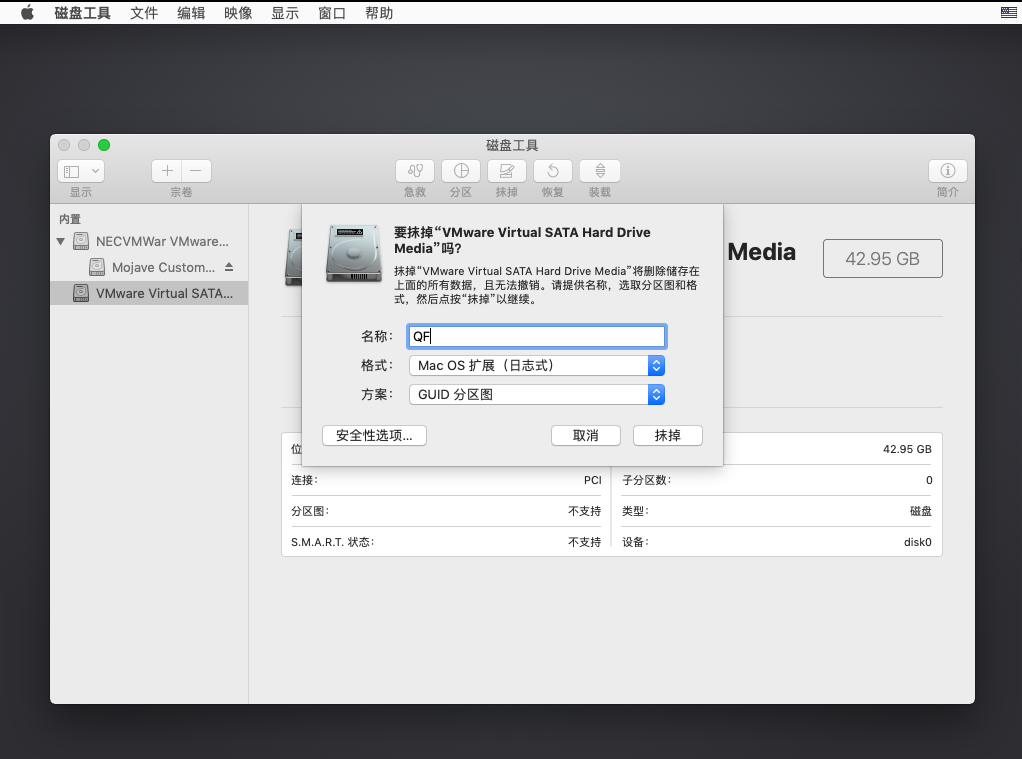 磁盘工具 文件 编辑 映像 显示 窗口 帮助
磁盘工具
显示 宗卷 急救 分区 抹掉 恢复 装载 简介
内置
NECVMWar VMware...
Mojave Custom...
VMware Virtual SATA...
Media
42.95 GB
要抹掉“VMware Virtual SATA Hard Drive
Media”吗?
抹掉“VMware Virtual SATA Hard Drive Media”将删除储存在
上面的所有数据，且无法撤销。请提供名称，选取分区图和格
式，然后点按“抹掉”以继续。
名称： QF
格式： Mac OS 扩展（日志式）
方案： GUID 分区图
安全性选项... 取消 抹掉
位 42.95 GB
连接： PCI 子分区数： 0
分区图： 不支持 类型： 磁盘
S.M.A.R.T. 状态： 不支持 设备： disk0